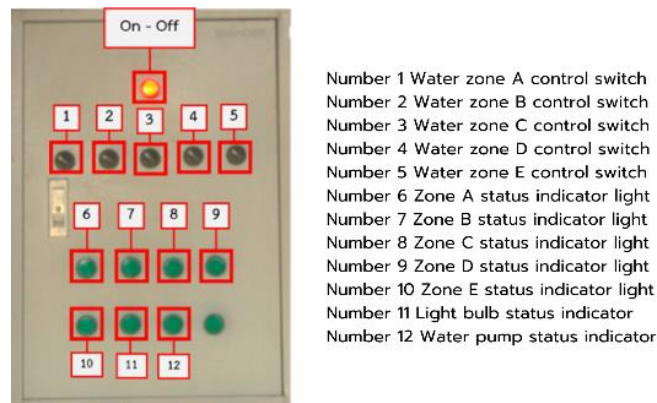 On - Off
1 2 3 4 5
6 7 8 9
10 11 12
Number 1 Water zone A control switch
Number 2 Water zone B control switch
Number 3 Water zone C control switch
Number 4 Water zone D control switch
Number 5 Water zone E control switch
Number 6 Zone A status indicator light
Number 7 Zone B status indicator light
Number 8 Zone C status indicator light
Number 9 Zone D status indicator light
Number 10 Zone E status indicator light
Number 11 Light bulb status indicator
Number 12 Water pump status indicator